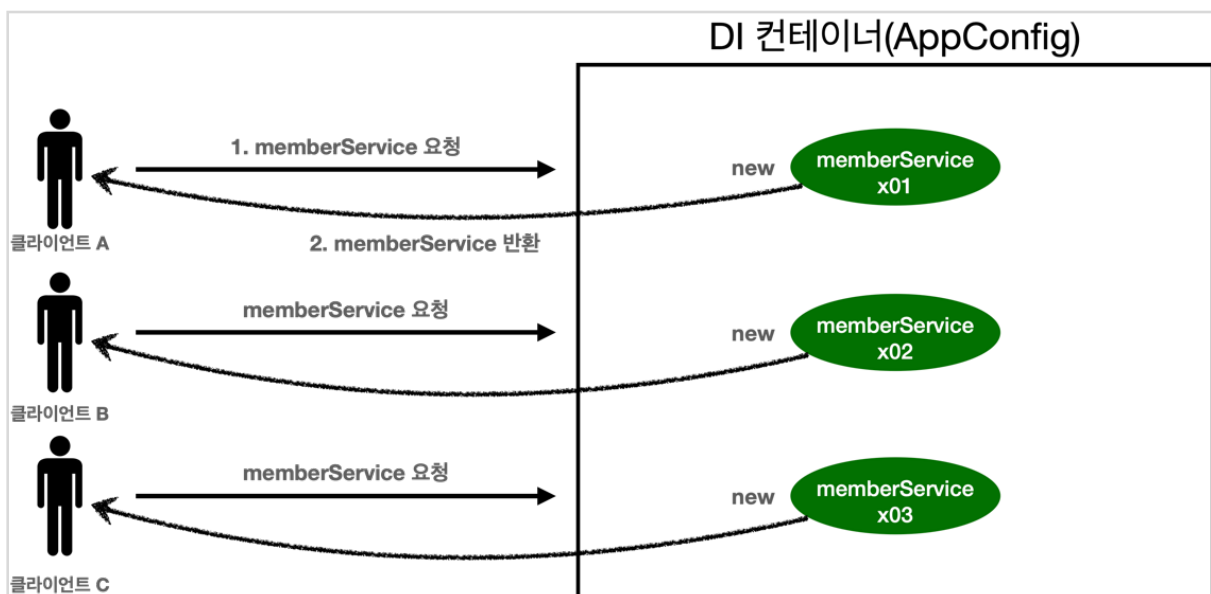 DI 컨테이너(AppConfig)
1. memberService 요청
new
memberService
x01
클라이언트 A
2. memberService 반환
memberService 요청
new
memberService
x02
클라이언트 B
memberService 요청
new
memberService
x03
클라이언트 C